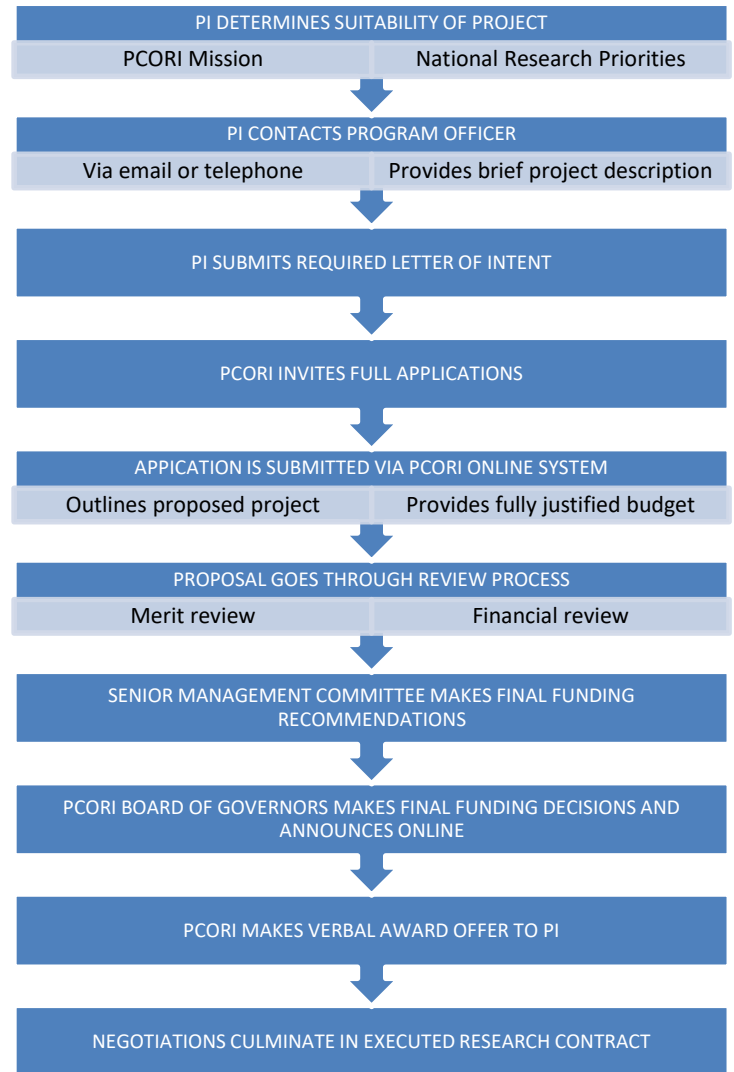 PI DETERMINES SUITABILITY OF PROJECT
PCORI Mission
National Research Priorities
PI CONTACTS PROGRAM OFFICER
Via email or telephone
Provides brief project description
PI SUBMITS REQUIRED LETTER OF INTENT
PCORI INVITES FULL APPLICATIONS
APPICATION IS SUBMITTED VIA PCORI ONLINE SYSTEM
Outlines proposed project
Provides fully justified budget
PROPOSAL GOES THROUGH REVIEW PROCESS
Merit review
Financial review
SENIOR MANAGEMENT COMMITTEE MAKES FINAL FUNDING
RECOMMENDATIONS
PCORI BOARD OF GOVERNORS MAKES FINAL FUNDING DECISIONS AND
ANNOUNCES ONLINE
PCORI MAKES VERBAL AWARD OFFER TO PI
NEGOTIATIONS CULMINATE IN EXECUTED RESEARCH CONTRACT